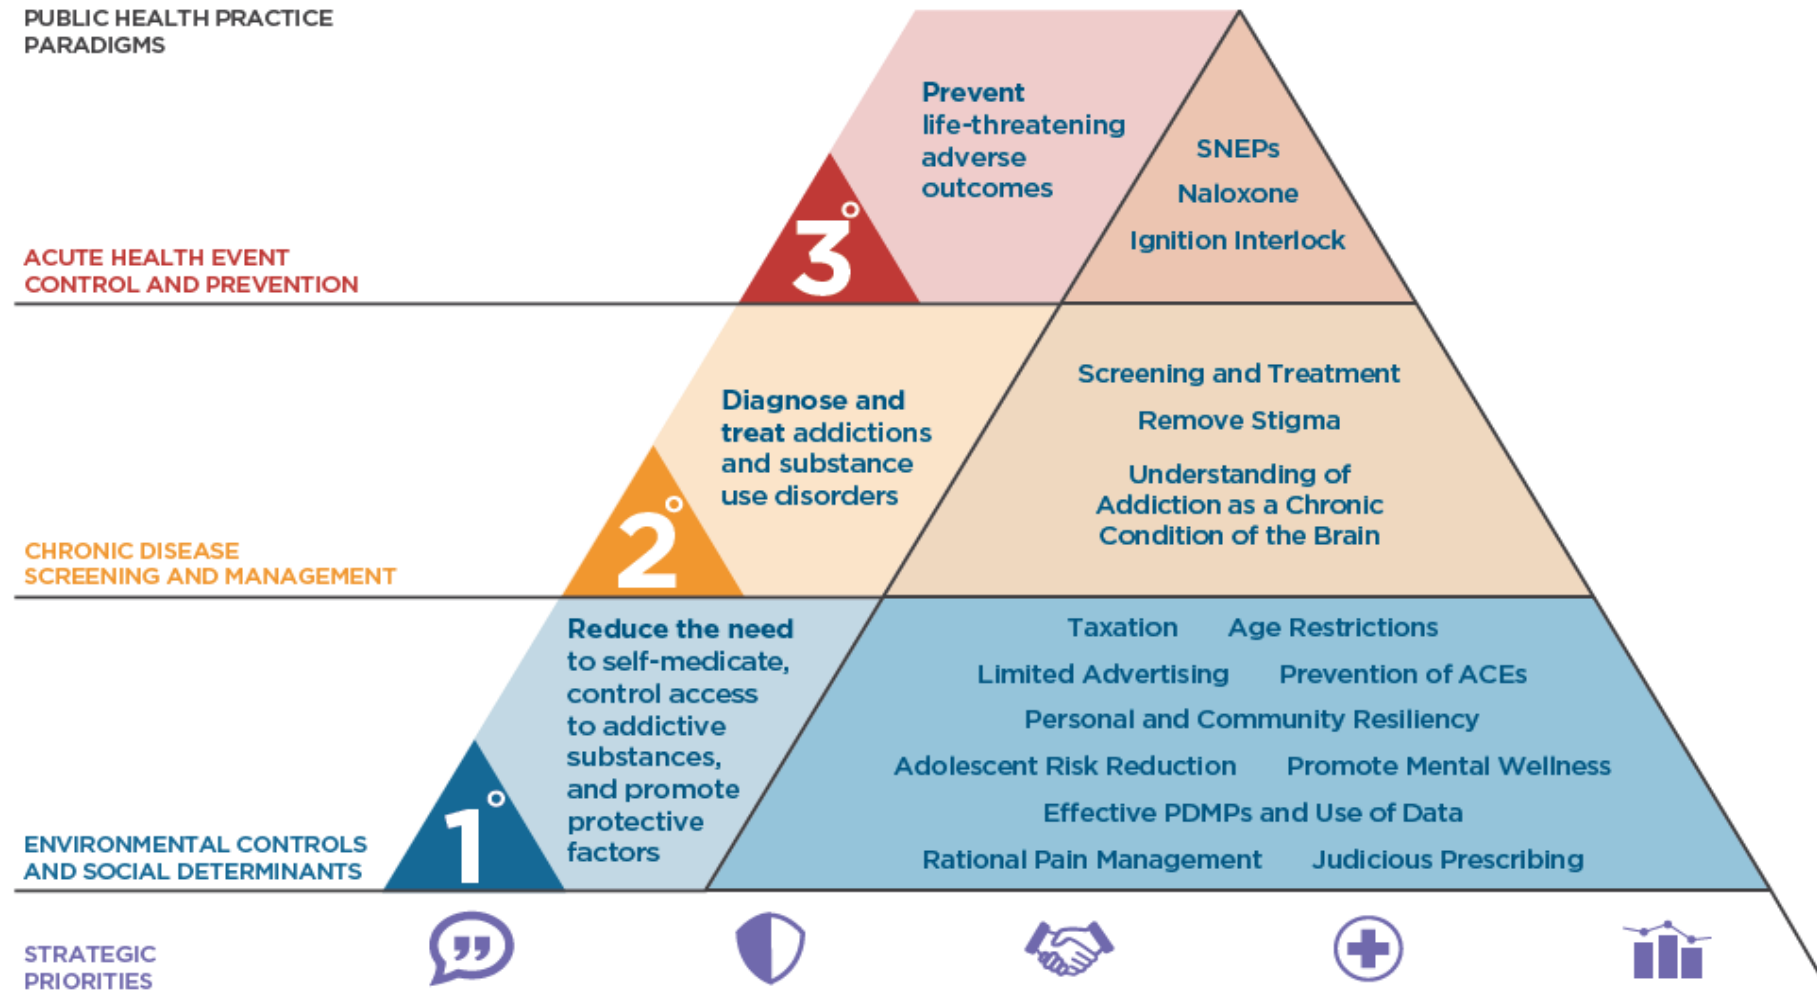 PUBLIC HEALTH PRACTICE
PARADIGMS
Prevent
life-threatening
adverse
outcomes
SNEPs
Naloxone
Ignition Interlock
3°
ACUTE HEALTH EVENT
CONTROL AND PREVENTION
Diagnose and
treat addictions
and substance
use disorders
Screening and Treatment
Remove Stigma
Understanding of
Addiction as a Chronic
Condition of the Brain
2°
CHRONIC DISEASE
SCREENING AND MANAGEMENT
Reduce the need
to self-medicate,
control access
to addictive
substances,
and promote
protective
factors
Taxation Age Restrictions
Limited Advertising Prevention of ACEs
Personal and Community Resiliency
Adolescent Risk Reduction Promote Mental Wellness
Effective PDMPs and Use of Data
Rational Pain Management Judicious Prescribing
1°
ENVIRONMENTAL CONTROLS
AND SOCIAL DETERMINANTS
STRATEGIC
PRIORITIES